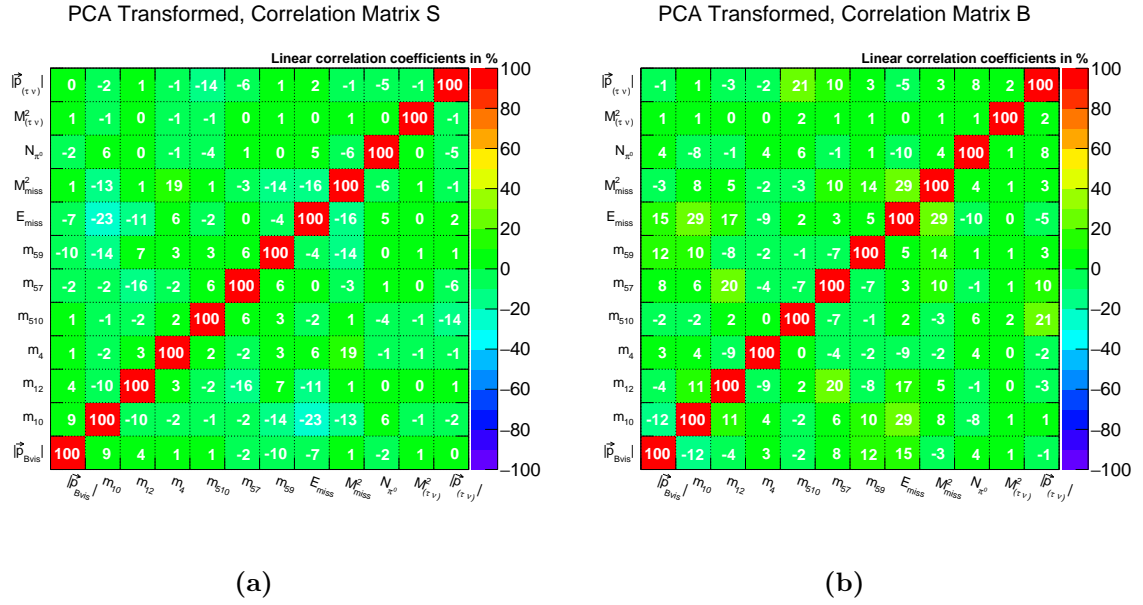 PCA Transformed, Correlation Matrix S
Linear correlation coefficients in %
|p⃗(τ ν)| 0 -2 1 -1 -14 -6 1 2 -1 -5 -1 100
M²(τ ν) 1 -1 0 -1 -1 0 1 0 1 0 100 -1
Nπ⁰ -2 6 0 -1 -4 1 0 5 -6 100 0 -5
M²miss 1 -13 1 19 1 -3 -14 -16 100 -6 1 -1
Emiss -7 -23 -11 6 -2 0 -4 100 -16 5 0 2
m59 -10 -14 7 3 3 6 100 -4 -14 0 1 1
m57 -2 -2 -16 -2 6 100 6 0 -3 1 0 -6
m510 1 -1 -2 2 100 6 3 -2 1 -4 -1 -14
m4 1 -2 3 100 2 -2 3 6 19 -1 -1 -1
m12 4 -10 100 3 -2 -16 7 -11 1 0 0 1
m10 9 100 -10 -2 -1 -2 -14 -23 -13 6 -1 -2
|p⃗Bvis| 100 9 4 1 1 -2 -10 -7 1 -2 1 0
|p⃗Bvis| m10 m12 m4 m510 m57 m59 Emiss M²miss Nπ⁰ M²(τ ν) |p⃗(τ ν)|
100
80
60
40
20
0
−20
−40
−60
−80
−100
(a)
PCA Transformed, Correlation Matrix B
Linear correlation coefficients in %
|p⃗(τ ν)| -1 1 -3 -2 21 10 3 -5 3 8 2 100
M²(τ ν) 1 1 0 0 2 1 1 0 1 1 100 2
Nπ⁰ 4 -8 -1 4 6 -1 1 -10 4 100 1 8
M²miss -3 8 5 -2 -3 10 14 29 100 4 1 3
Emiss 15 29 17 -9 2 3 5 100 29 -10 0 -5
m59 12 10 -8 -2 -1 -7 100 5 14 1 1 3
m57 8 6 20 -4 -7 100 -7 3 10 -1 1 10
m510 -2 -2 2 0 100 -7 -1 2 -3 6 2 21
m4 3 4 -9 100 0 -4 -2 -9 -2 4 0 -2
m12 -4 11 100 -9 2 20 -8 17 5 -1 0 -3
m10 -12 100 11 4 -2 6 10 29 8 -8 1 1
|p⃗Bvis| 100 -12 -4 3 -2 8 12 15 -3 4 1 -1
|p⃗Bvis| m10 m12 m4 m510 m57 m59 Emiss M²miss Nπ⁰ M²(τ ν) |p⃗(τ ν)|
100
80
60
40
20
0
−20
−40
−60
−80
−100
(b)